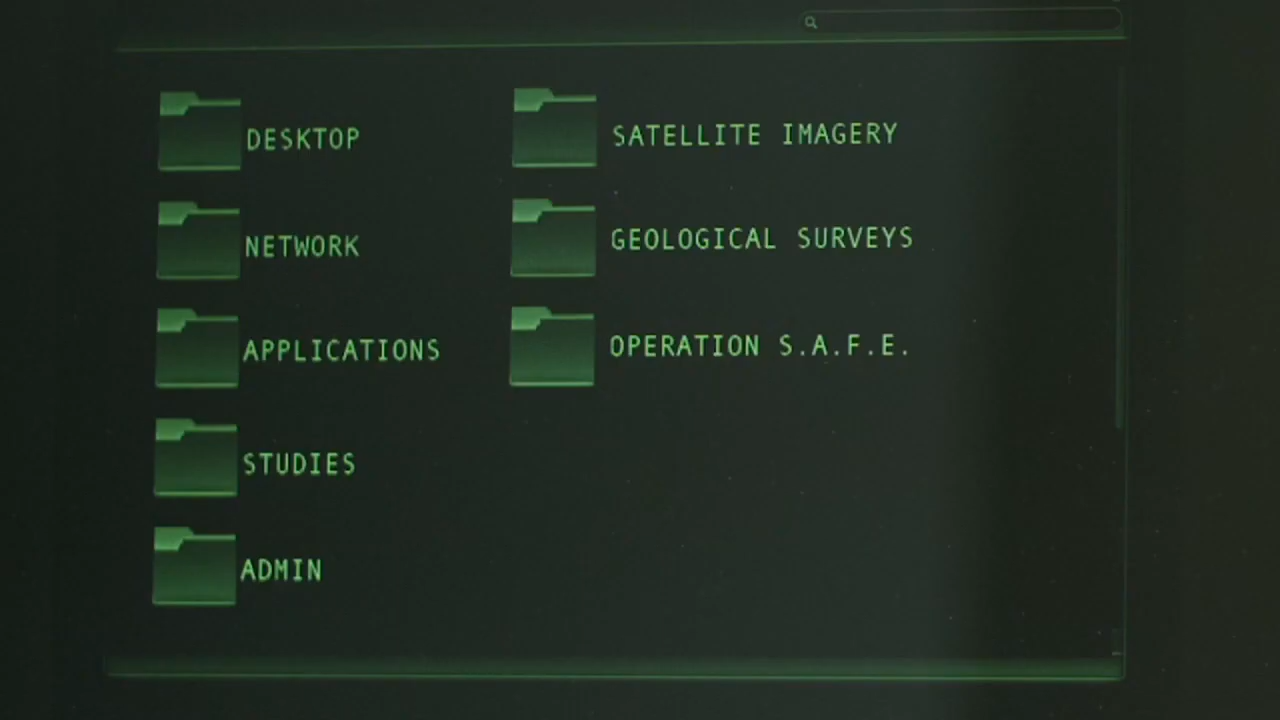 DESKTOP
NETWORK
APPLICATIONS
STUDIES
ADMIN
SATELLITE IMAGERY
GEOLOGICAL SURVEYS
OPERATION S.A.F.E.